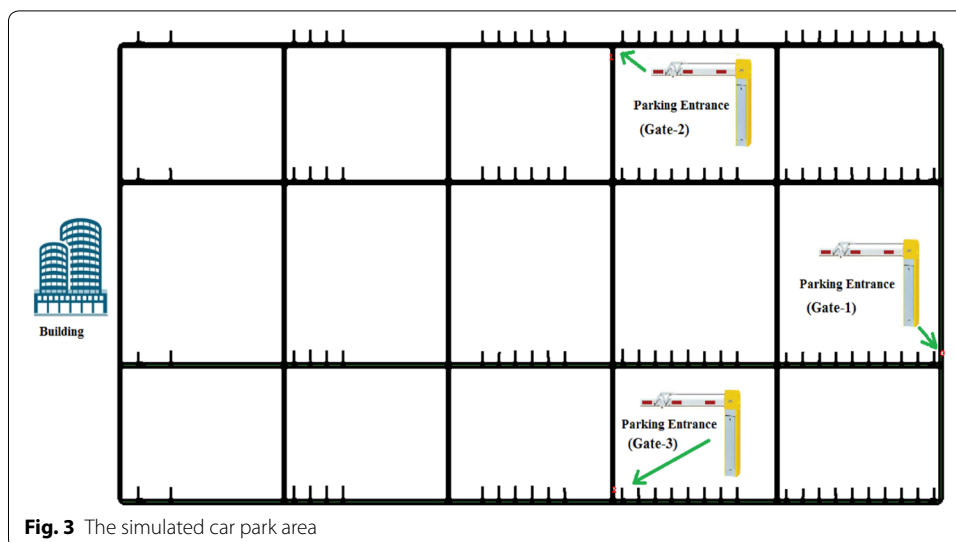 Parking Entrance
(Gate-2)
Parking Entrance
(Gate-1)
Building
Parking Entrance
(Gate-3)
Fig. 3 The simulated car park area